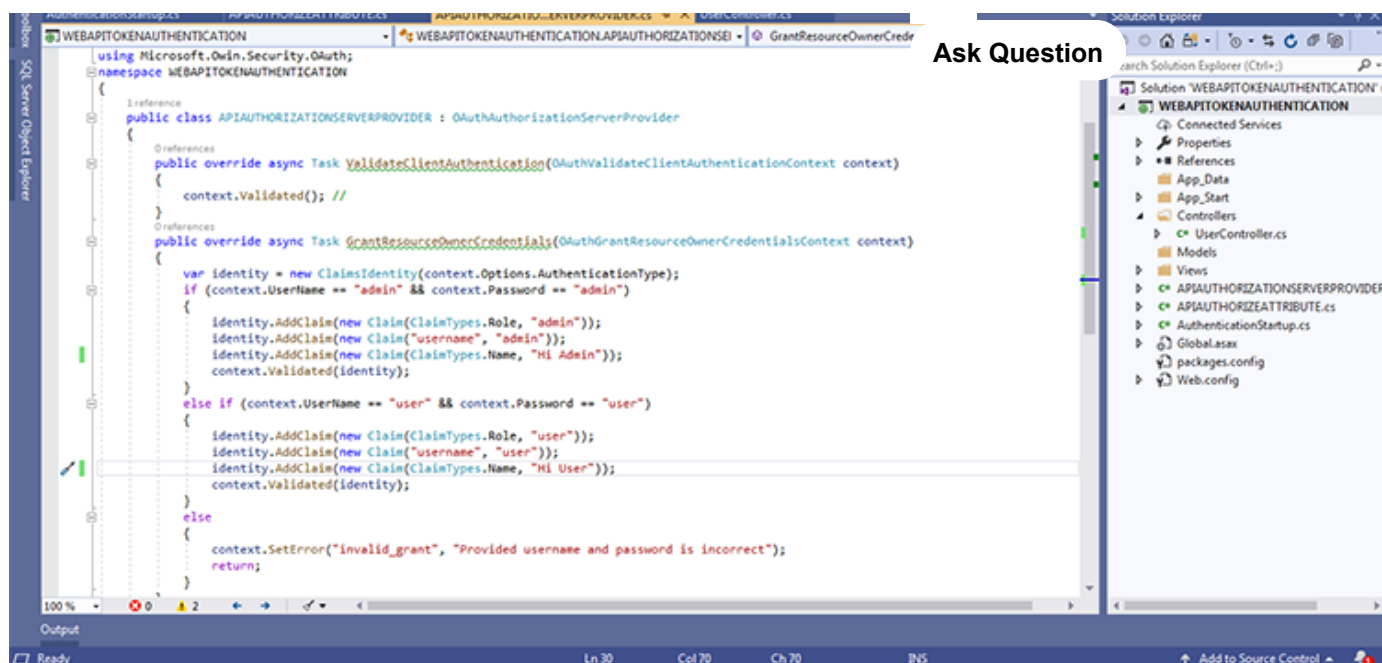 AuthenticationStartup.cs APIAUTHORIZEATTRIBUTE.cs APIAUTHORIZATIO...ERVERPROVIDER.cs UserController.cs
Solution Explorer
WEBAPITOKENAUTHENTICATION WEBAPITOKENAUTHENTICATION.APIAUTHORIZATIONSEI GrantResourceOwnerCrede
Ask Question
SQL Server Object Explorer
using Microsoft.Owin.Security.OAuth;
namespace WEBAPITOKENAUTHENTICATION
{
1 reference
public class APIAUTHORIZATIONSERVERPROVIDER : OAuthAuthorizationServerProvider
{
0 references
public override async Task ValidateClientAuthentication(OAuthValidateClientAuthenticationContext context)
{
context.Validated(); //
}
0 references
public override async Task GrantResourceOwnerCredentials(OAuthGrantResourceOwnerCredentialsContext context)
{
var identity = new ClaimsIdentity(context.Options.AuthenticationType);
if (context.UserName == "admin" && context.Password == "admin")
{
identity.AddClaim(new Claim(ClaimTypes.Role, "admin"));
identity.AddClaim(new Claim("username", "admin"));
identity.AddClaim(new Claim(ClaimTypes.Name, "Hi Admin"));
context.Validated(identity);
}
else if (context.UserName == "user" && context.Password == "user")
{
identity.AddClaim(new Claim(ClaimTypes.Role, "user"));
identity.AddClaim(new Claim("username", "user"));
identity.AddClaim(new Claim(ClaimTypes.Name, "Hi User"));
context.Validated(identity);
}
else
{
context.SetError("invalid_grant", "Provided username and password is incorrect");
return;
}
100 % 0 2
Output
Ready Ln 30 Col 70 Ch 70 INS Add to Source Control
Search Solution Explorer (Ctrl+;)
Solution 'WEBAPITOKENAUTHENTICATION' (
WEBAPITOKENAUTHENTICATION
Connected Services
Properties
References
App_Data
App_Start
Controllers
C# UserController.cs
Models
Views
C# APIAUTHORIZATIONSERVERPROVIDER
C# APIAUTHORIZEATTRIBUTE.cs
C# AuthenticationStartup.cs
Global.asax
packages.config
Web.config